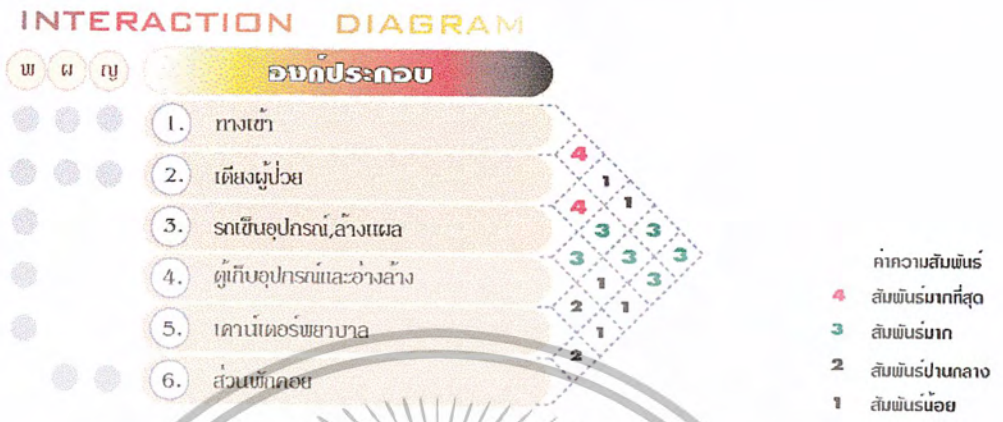 INTERACTION DIAGRAM
พ ผ ญ องค์ประกอบ
1. ทางเข้า
2. เตียงผู้ป่วย
3. รถเข็นอุปกรณ์,ล้างแผล
4. ตู้เก็บอุปกรณ์และอ่างล้าง
5. เคาน์เตอร์พยาบาล
6. ส่วนพักคอย
4
1
4 1
3 3
3 3 3
1 3
2 1
1
2
ค่าความสัมพันธ์
4 สัมพันธ์มากที่สุด
3 สัมพันธ์มาก
2 สัมพันธ์ปานกลาง
1 สัมพันธ์น้อย